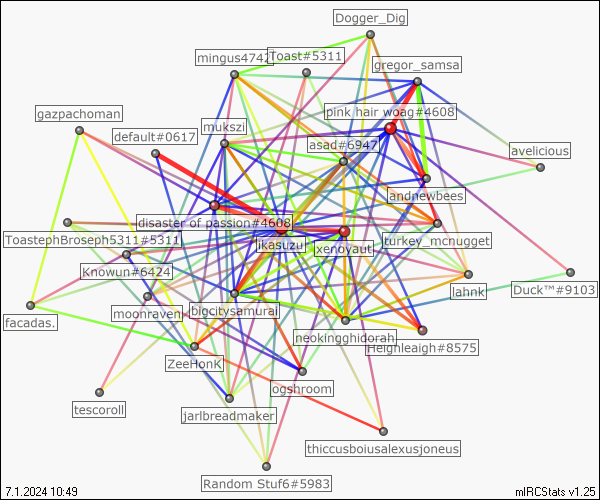 Dogger_Dig
mingus4742
Toast#5311
gregor_samsa
gazpachoman
pink hair woag#4608
default#0617
mukszi
asad#6947
avelicious
andnewbees
disaster of passion#4608
ToastephBroseph5311#5311
likasuzu
xenoyaut
turkey_mcnugget
Knowun#6424
lahnk
Duck™#9103
moonraven
bigcitysamurai
facadas.
neokingghidorah
Heighleaigh#8575
ZeeHonK
ogshroom
tescoroll
jarlbreadmaker
thiccusboiusalexusjoneus
Random Stuf6#5983
7.1.2024 10:49
mIRCStats v1.25